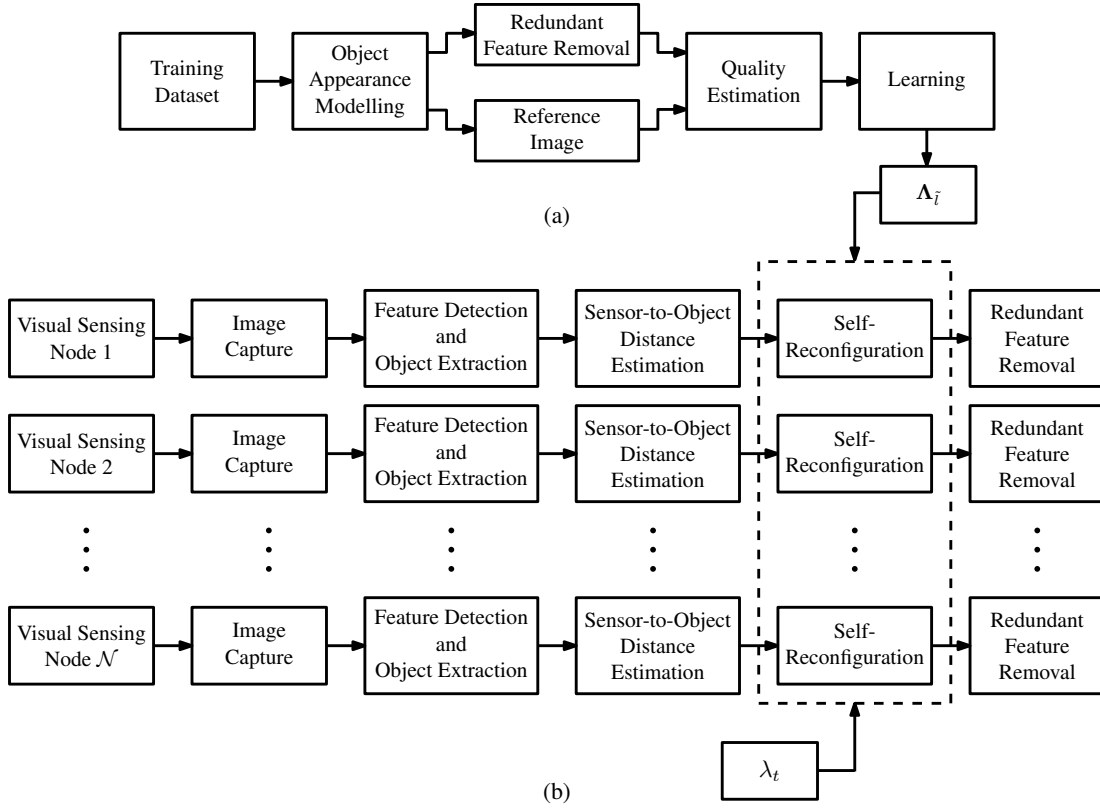 Training
Dataset
Object
Appearance
Modelling
Redundant
Feature Removal
Reference
Image
Quality
Estimation
Learning
Λ_{\tilde{l}}
(a)
Visual Sensing
Node 1
Image
Capture
Feature Detection
and
Object Extraction
Sensor-to-Object
Distance
Estimation
Self-
Reconfiguration
Redundant
Feature
Removal
Visual Sensing
Node 2
Image
Capture
Feature Detection
and
Object Extraction
Sensor-to-Object
Distance
Estimation
Self-
Reconfiguration
Redundant
Feature
Removal
Visual Sensing
Node 𝒩
Image
Capture
Feature Detection
and
Object Extraction
Sensor-to-Object
Distance
Estimation
Self-
Reconfiguration
Redundant
Feature
Removal
λ_t
(b)